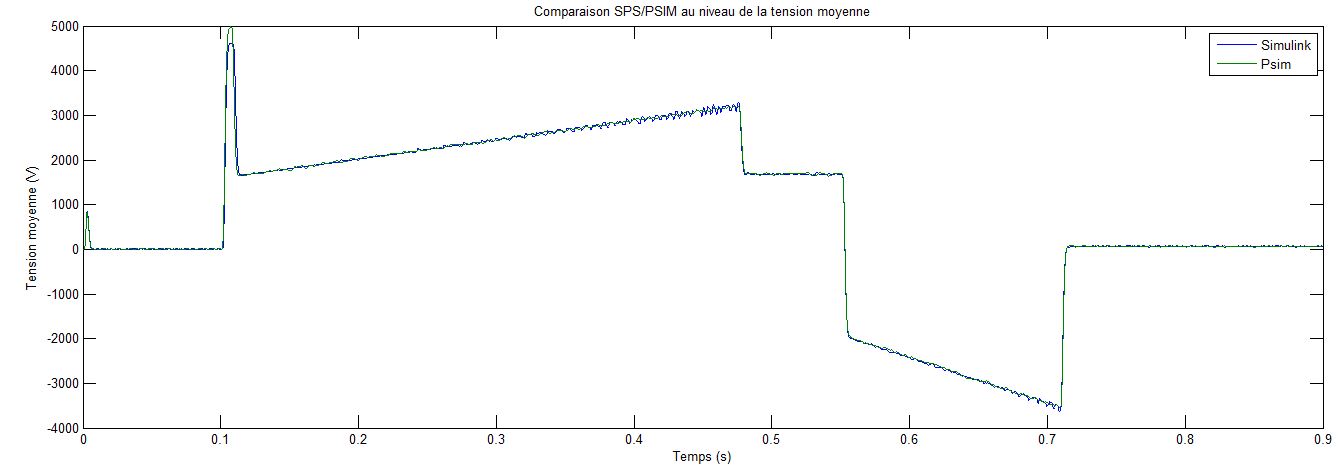 Comparaison SPS/PSIM au niveau de la tension moyenne
Simulink
Psim
Tension moyenne (V)
5000
4000
3000
2000
1000
0
-1000
-2000
-3000
-4000
0 0.1 0.2 0.3 0.4 0.5 0.6 0.7 0.8 0.9
Temps (s)